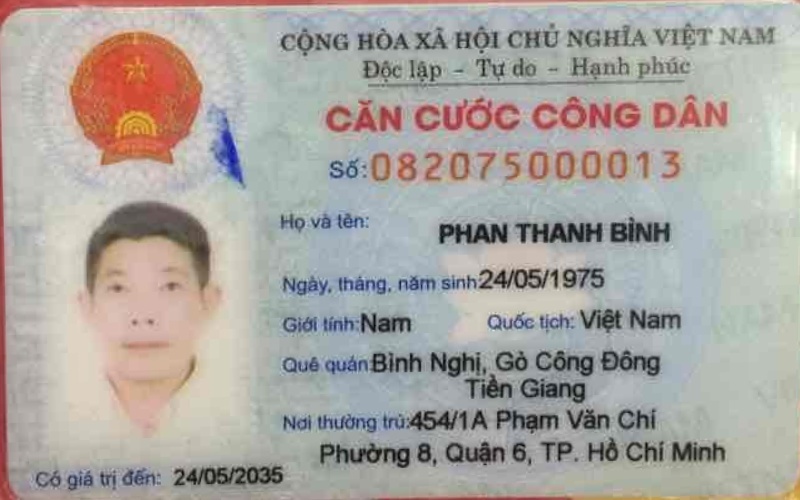 CỘNG HÒA XÃ HỘI CHỦ NGHĨA VIỆT NAM
Độc lập - Tự do - Hạnh phúc
CĂN CƯỚC CÔNG DÂN
Số: 082075000013
Họ và tên: PHAN THANH BÌNH
Ngày, tháng, năm sinh: 24/05/1975
Giới tính: Nam Quốc tịch: Việt Nam
Quê quán: Bình Nghị, Gò Công Đông
Tiền Giang
Nơi thường trú: 454/1A Phạm Văn Chí
Phường 8, Quận 6, TP. Hồ Chí Minh
Có giá trị đến: 24/05/2035